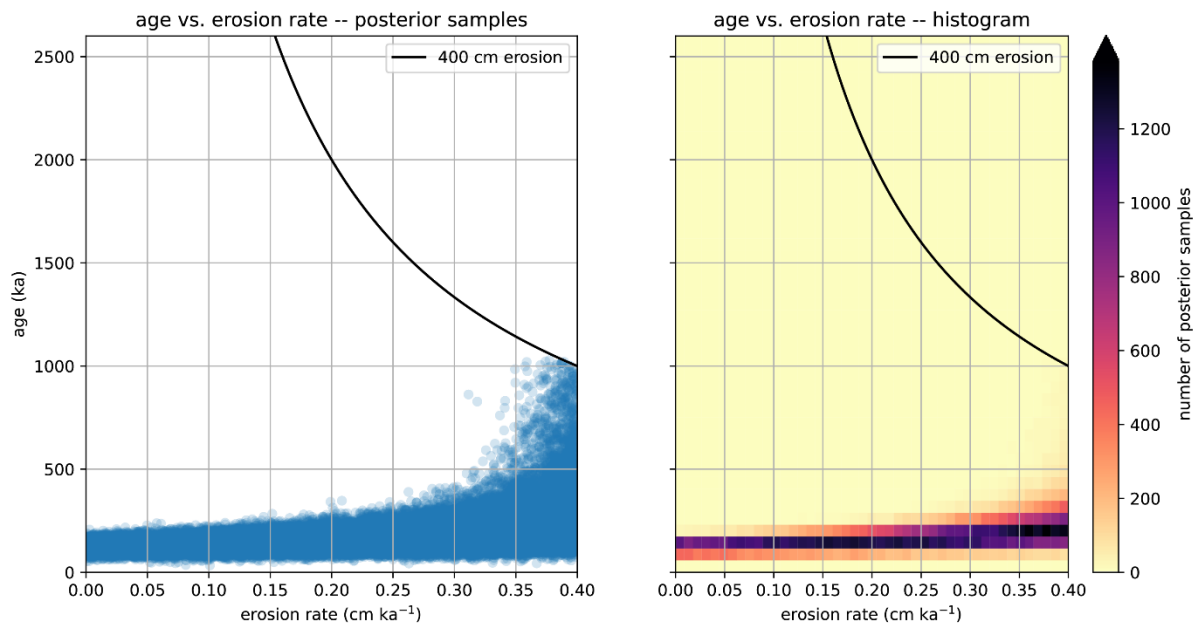 age vs. erosion rate -- posterior samples
400 cm erosion
age (ka)
2500
2000
1500
1000
500
0
0.00 0.05 0.10 0.15 0.20 0.25 0.30 0.35 0.40
erosion rate (cm ka⁻¹)
age vs. erosion rate -- histogram
400 cm erosion
0.00 0.05 0.10 0.15 0.20 0.25 0.30 0.35 0.40
erosion rate (cm ka⁻¹)
1200
1000
800
600
400
200
0
number of posterior samples